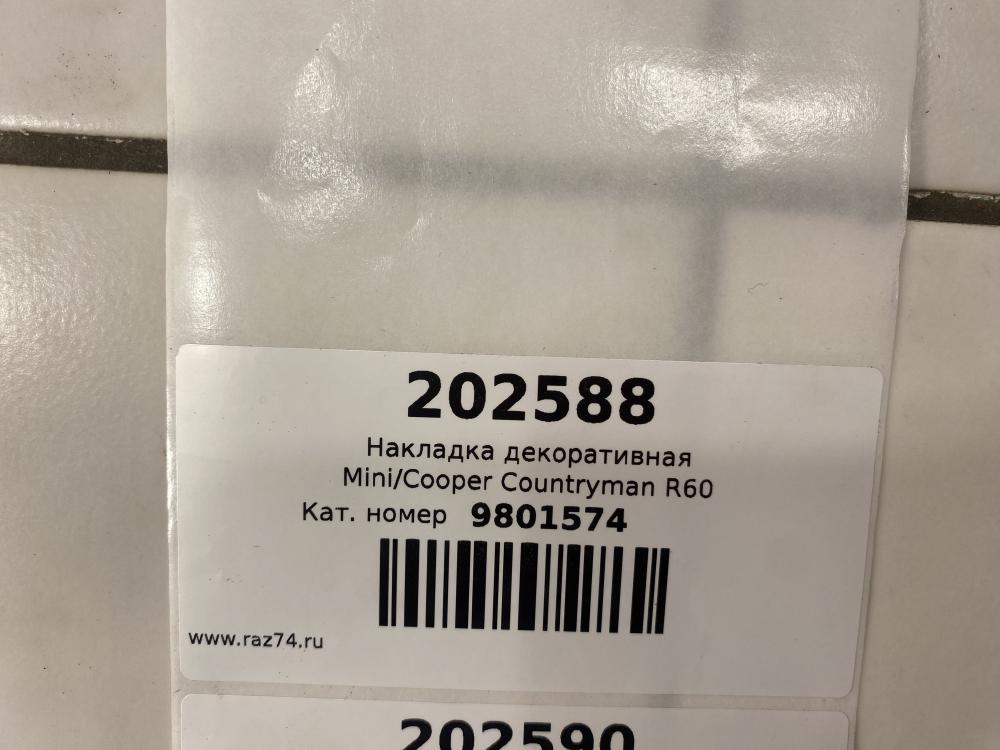 202588
Накладка декоративная
Mini/Cooper Countryman R60
Кат. номер 9801574
www.raz74.ru
202590